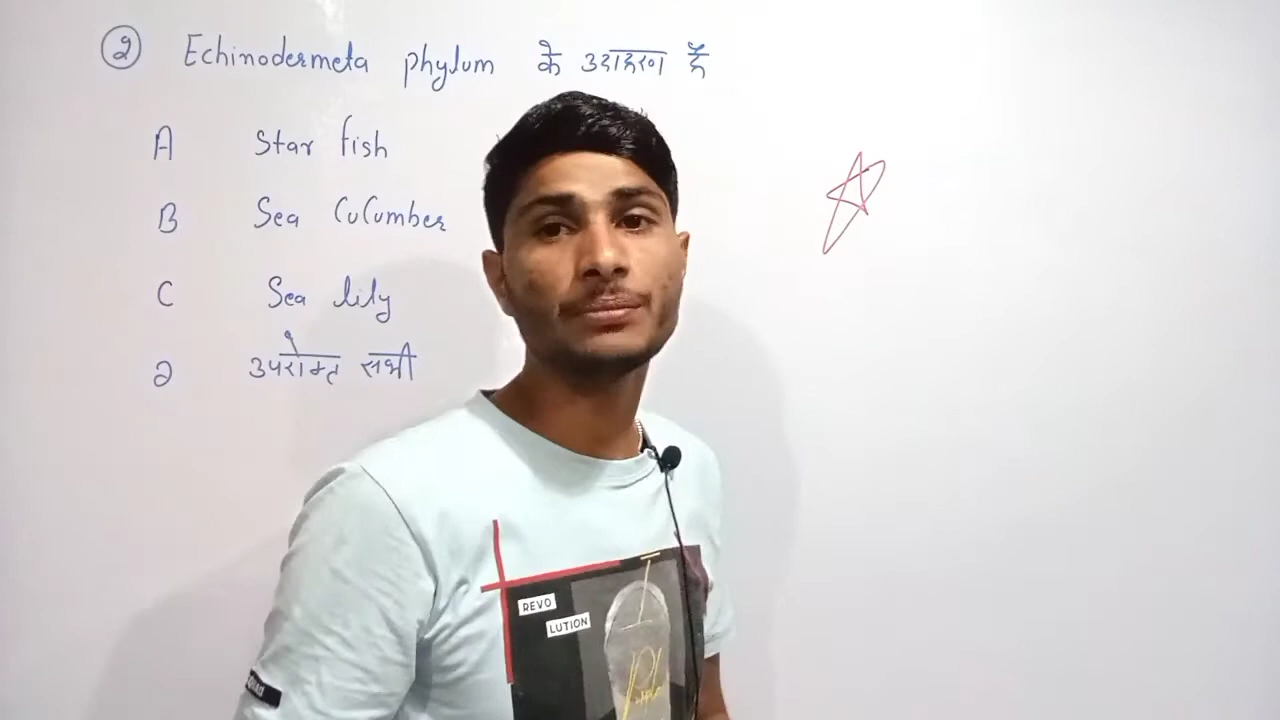 2 Echinodermeta phylum के उदाहरण हैं
A Star fish
B Sea Cucumber
C Sea lily
D उपरोक्त सभी
REVO
LUTION